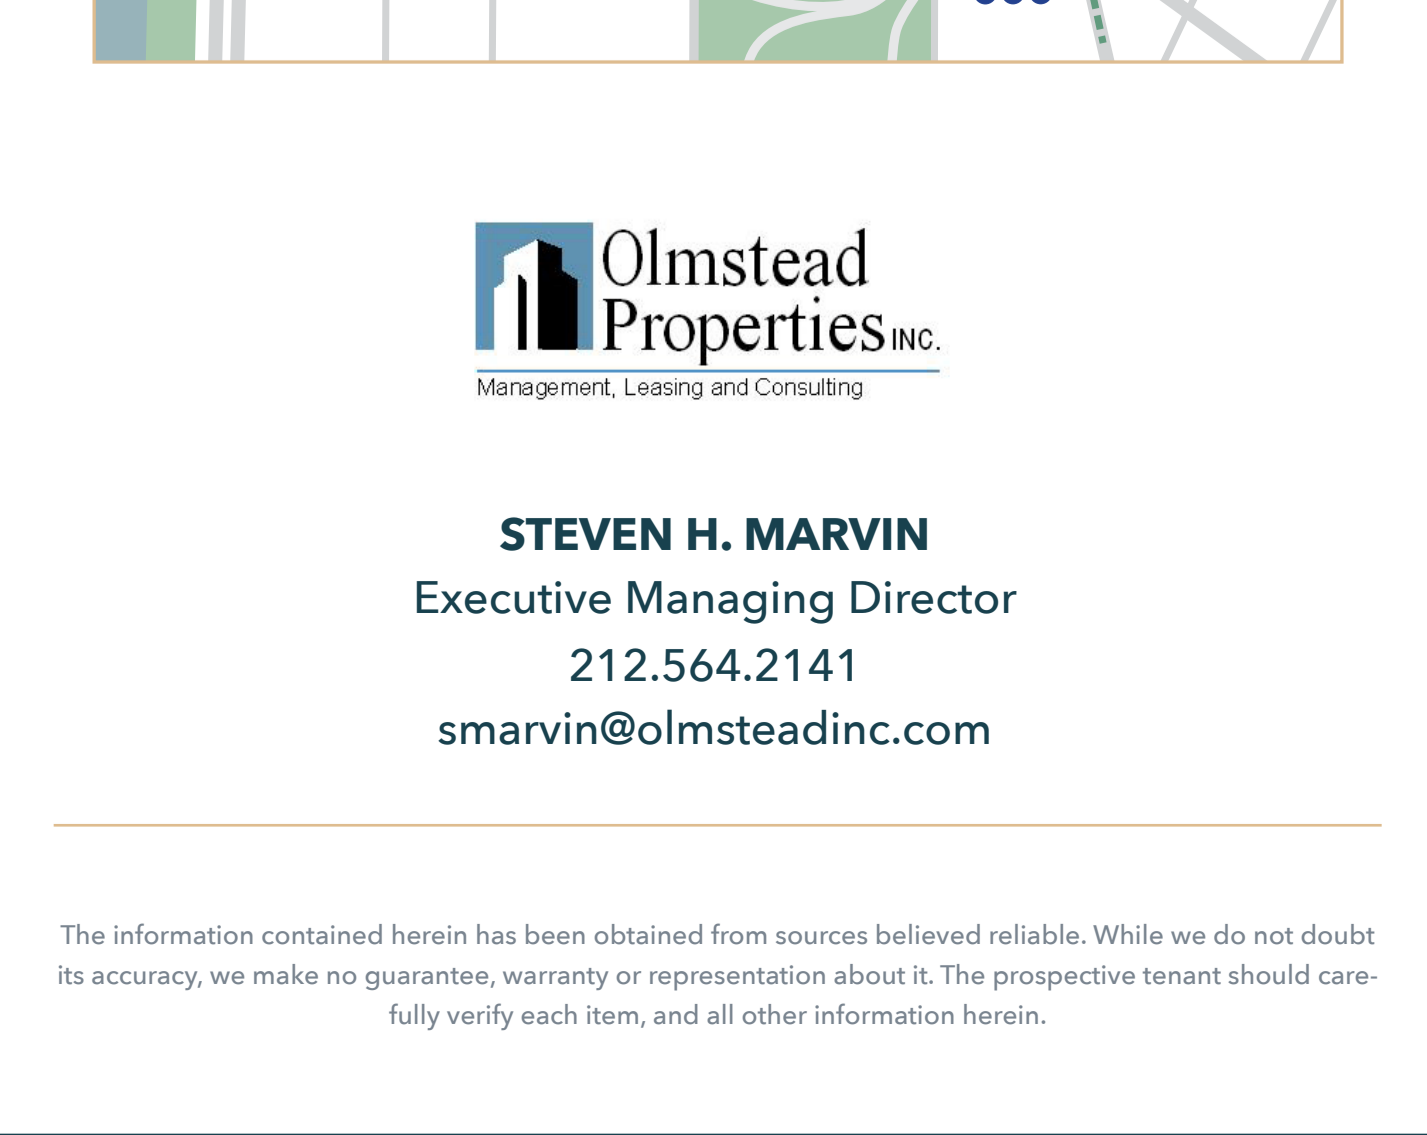 Olmstead
Properties INC.
Management, Leasing and Consulting
STEVEN H. MARVIN
Executive Managing Director
212.564.2141
smarvin@olmsteadinc.com
The information contained herein has been obtained from sources believed reliable. While we do not doubt
its accuracy, we make no guarantee, warranty or representation about it. The prospective tenant should care-
fully verify each item, and all other information herein.